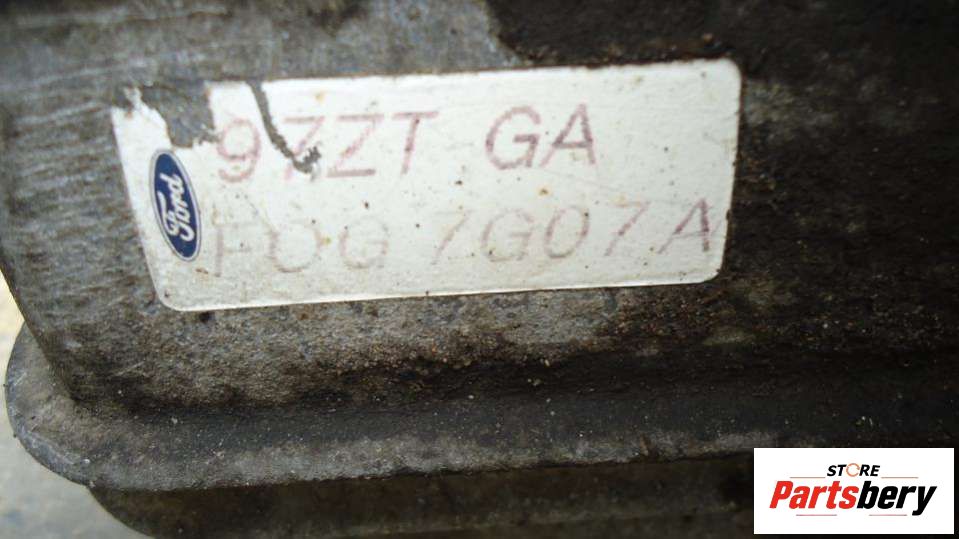 97ZT GA
Ford
FOG 7G07A
STORE
Partsbery